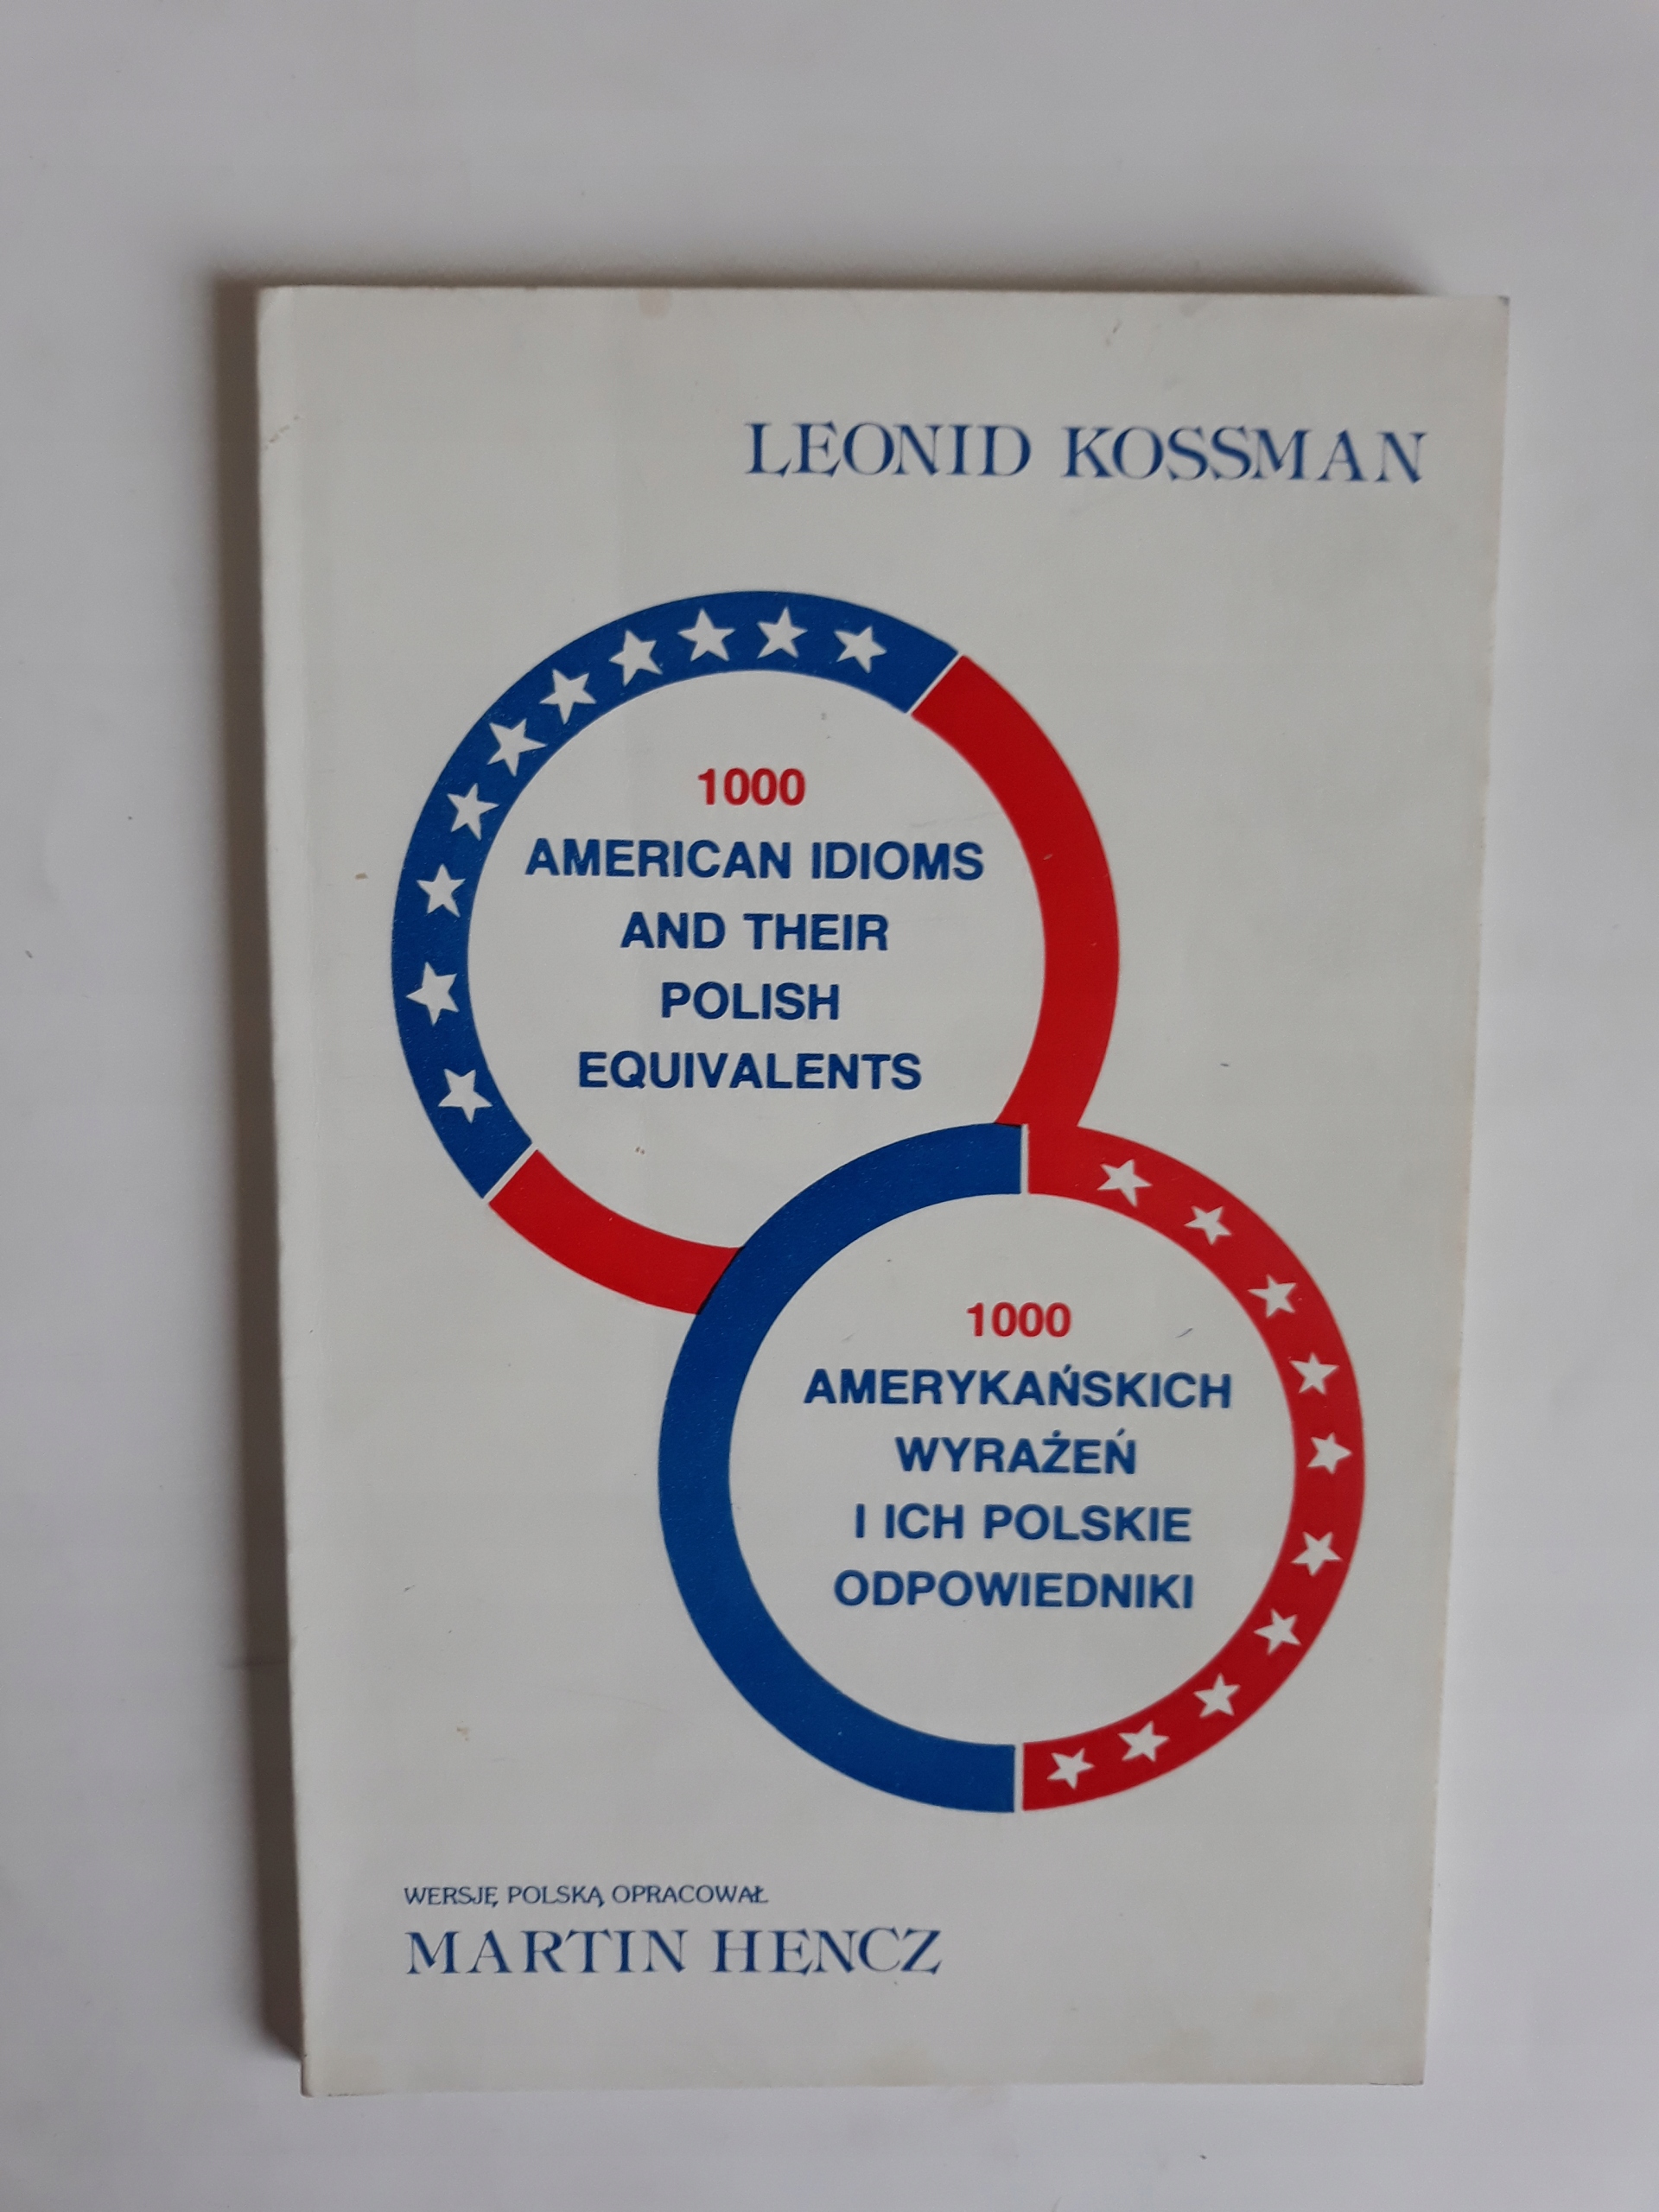 LEONID KOSSMAN
1000
AMERICAN IDIOMS
AND THEIR
POLISH
EQUIVALENTS
1000
AMERYKAŃSKICH
WYRAŻEŃ
I ICH POLSKIE
ODPOWIEDNIKI
WERSJĘ POLSKĄ OPRACOWAŁ
MARTIN HENCZ